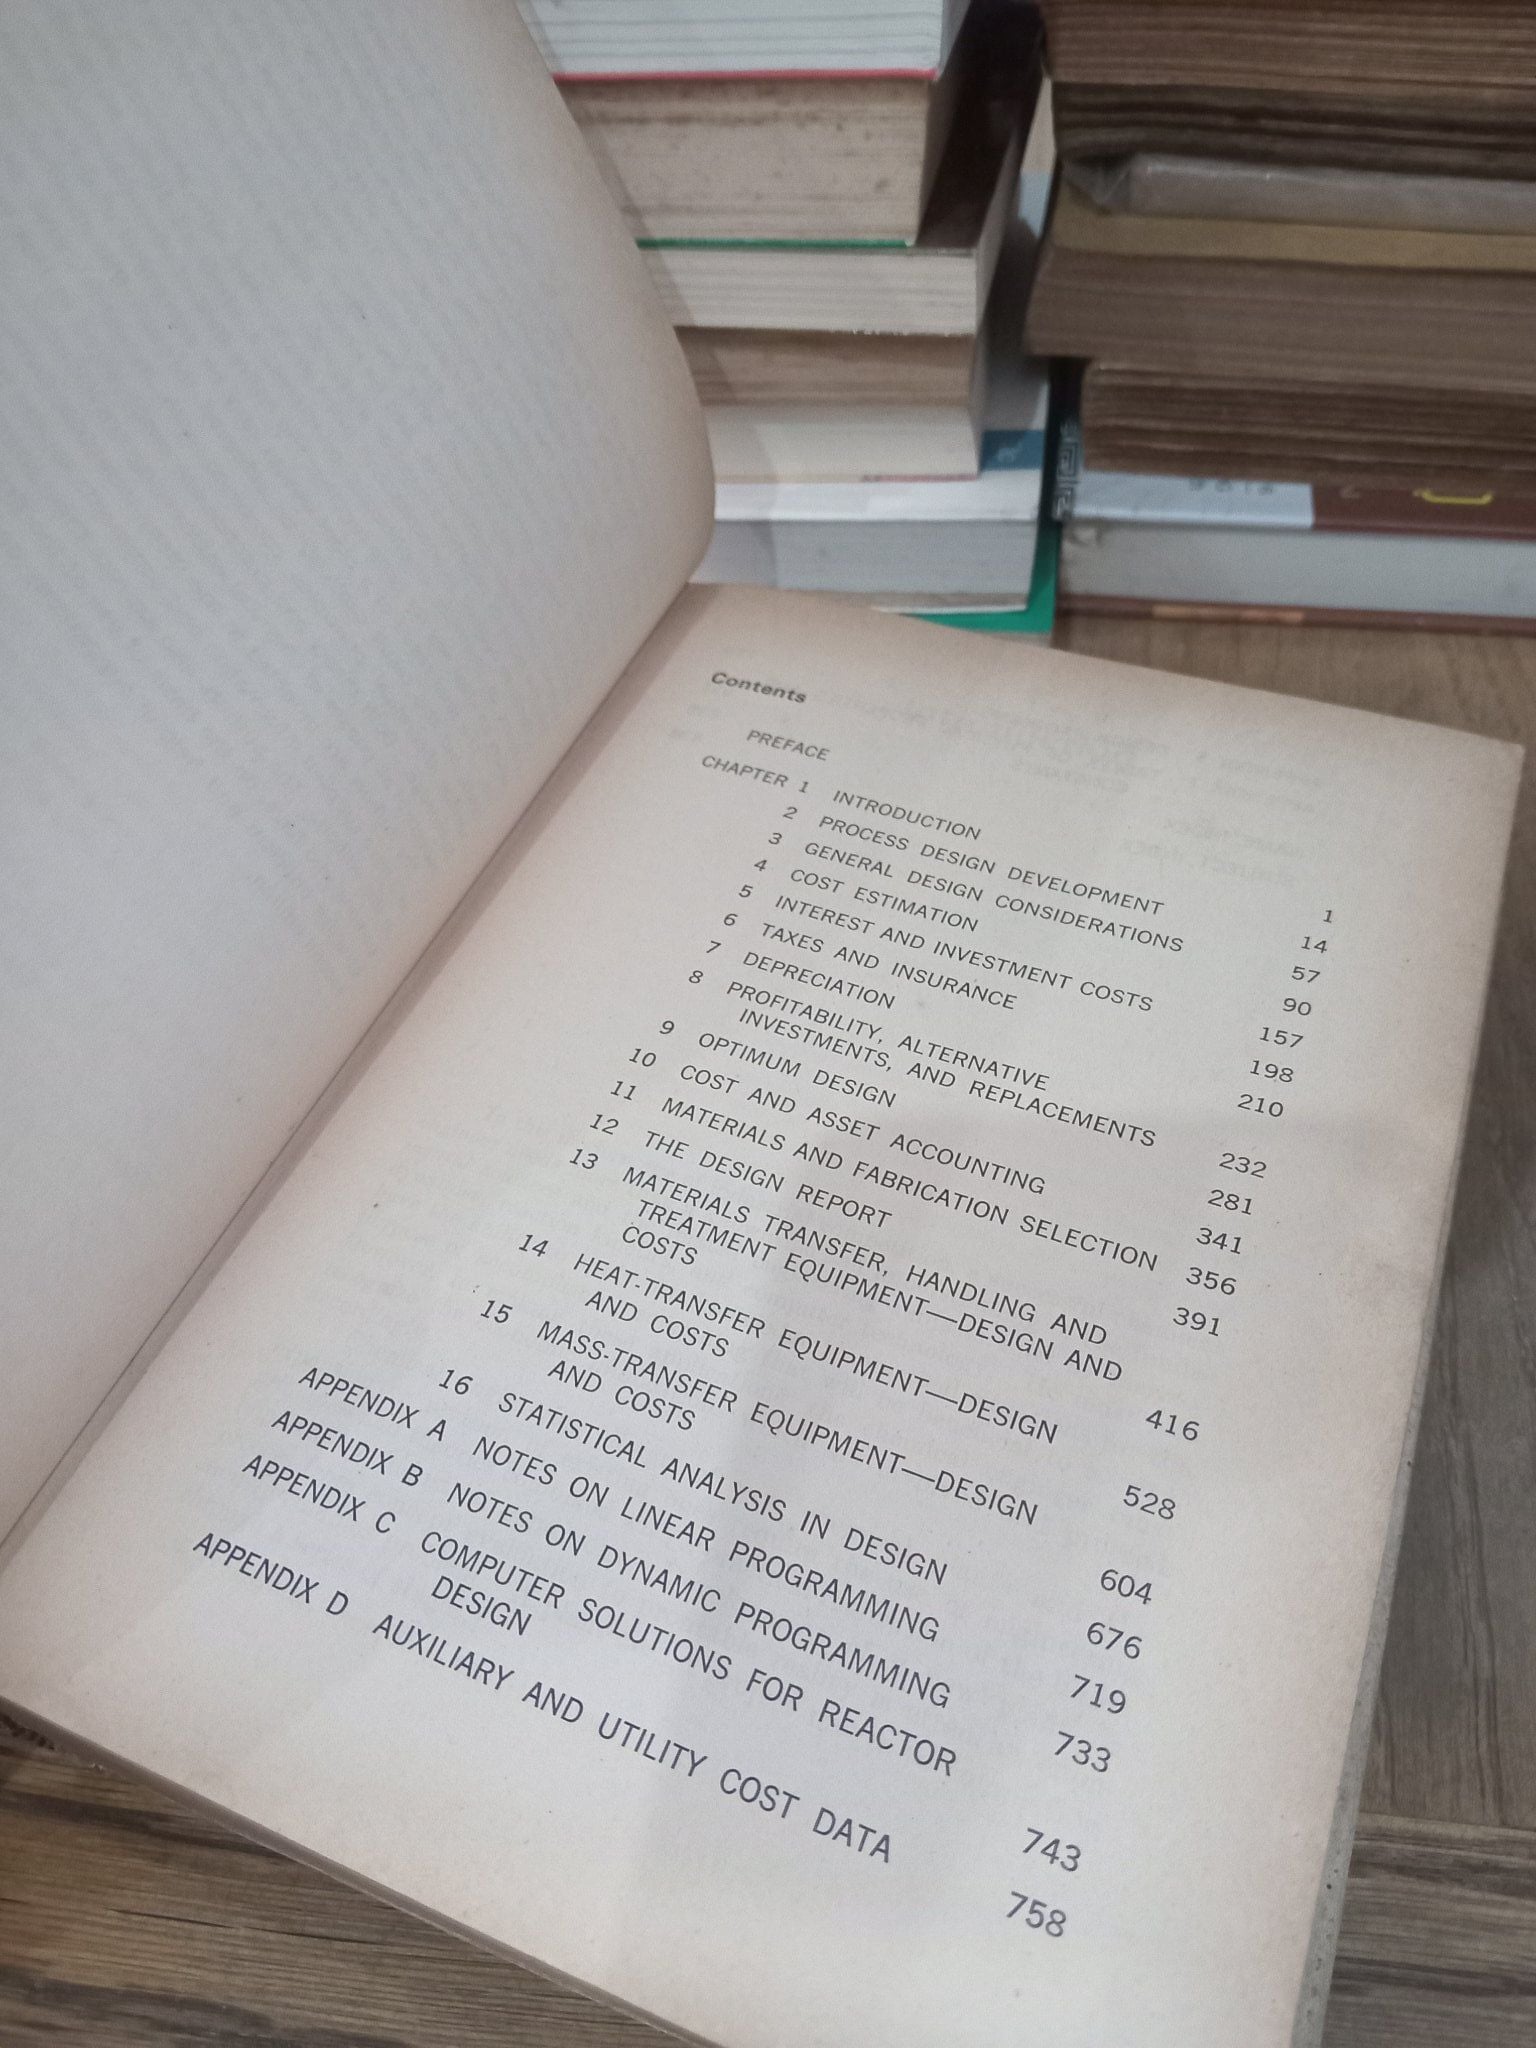 Contents
PREFACE
CHAPTER 1 INTRODUCTION 1
2 PROCESS DESIGN DEVELOPMENT 14
3 GENERAL DESIGN CONSIDERATIONS 57
4 COST ESTIMATION 90
5 INTEREST AND INVESTMENT COSTS 157
6 TAXES AND INSURANCE 198
7 DEPRECIATION 210
8 PROFITABILITY, ALTERNATIVE
INVESTMENTS, AND REPLACEMENTS 232
9 OPTIMUM DESIGN 281
10 COST AND ASSET ACCOUNTING 341
11 MATERIALS AND FABRICATION SELECTION 356
12 THE DESIGN REPORT 391
13 MATERIALS TRANSFER, HANDLING AND
TREATMENT EQUIPMENT—DESIGN AND
COSTS 416
14 HEAT-TRANSFER EQUIPMENT—DESIGN
AND COSTS 528
15 MASS-TRANSFER EQUIPMENT—DESIGN
AND COSTS 604
16 STATISTICAL ANALYSIS IN DESIGN 676
APPENDIX A NOTES ON LINEAR PROGRAMMING 719
APPENDIX B NOTES ON DYNAMIC PROGRAMMING 733
APPENDIX C COMPUTER SOLUTIONS FOR REACTOR
DESIGN 743
APPENDIX D AUXILIARY AND UTILITY COST DATA 758